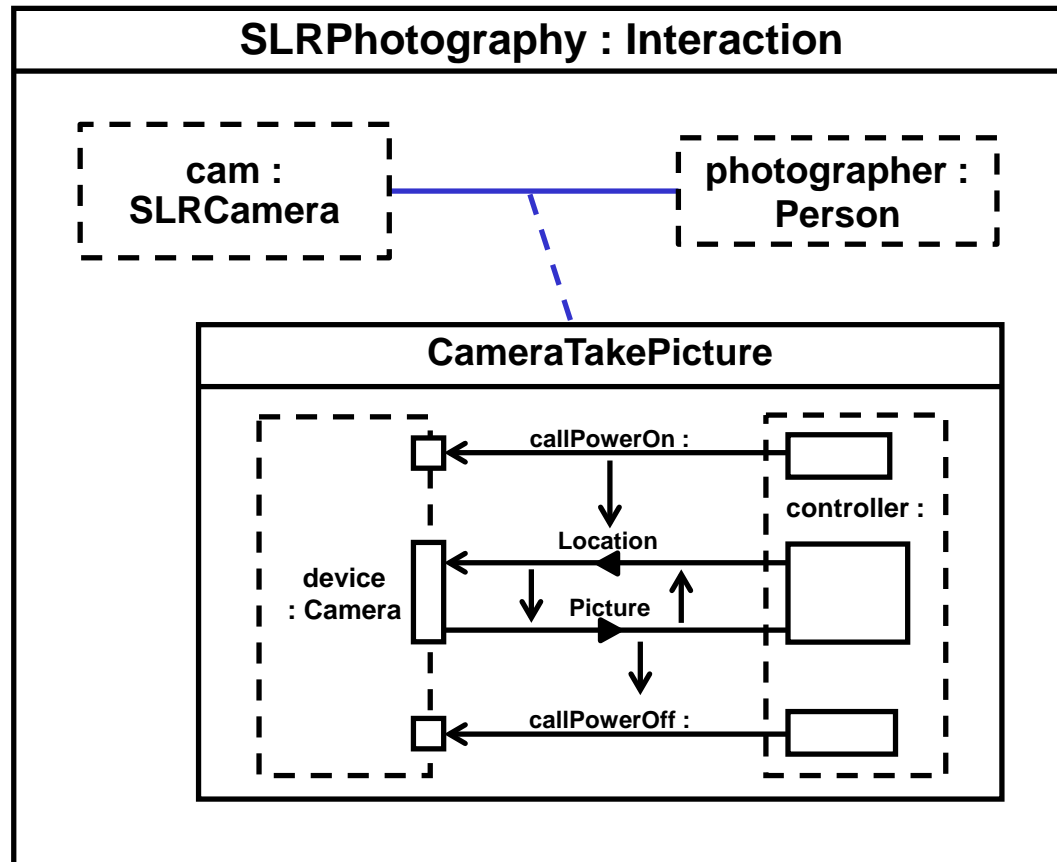 SLRPhotography : Interaction
cam :
SLRCamera
photographer :
Person
CameraTakePicture
callPowerOn :
controller :
Location
device
: Camera
Picture
callPowerOff :